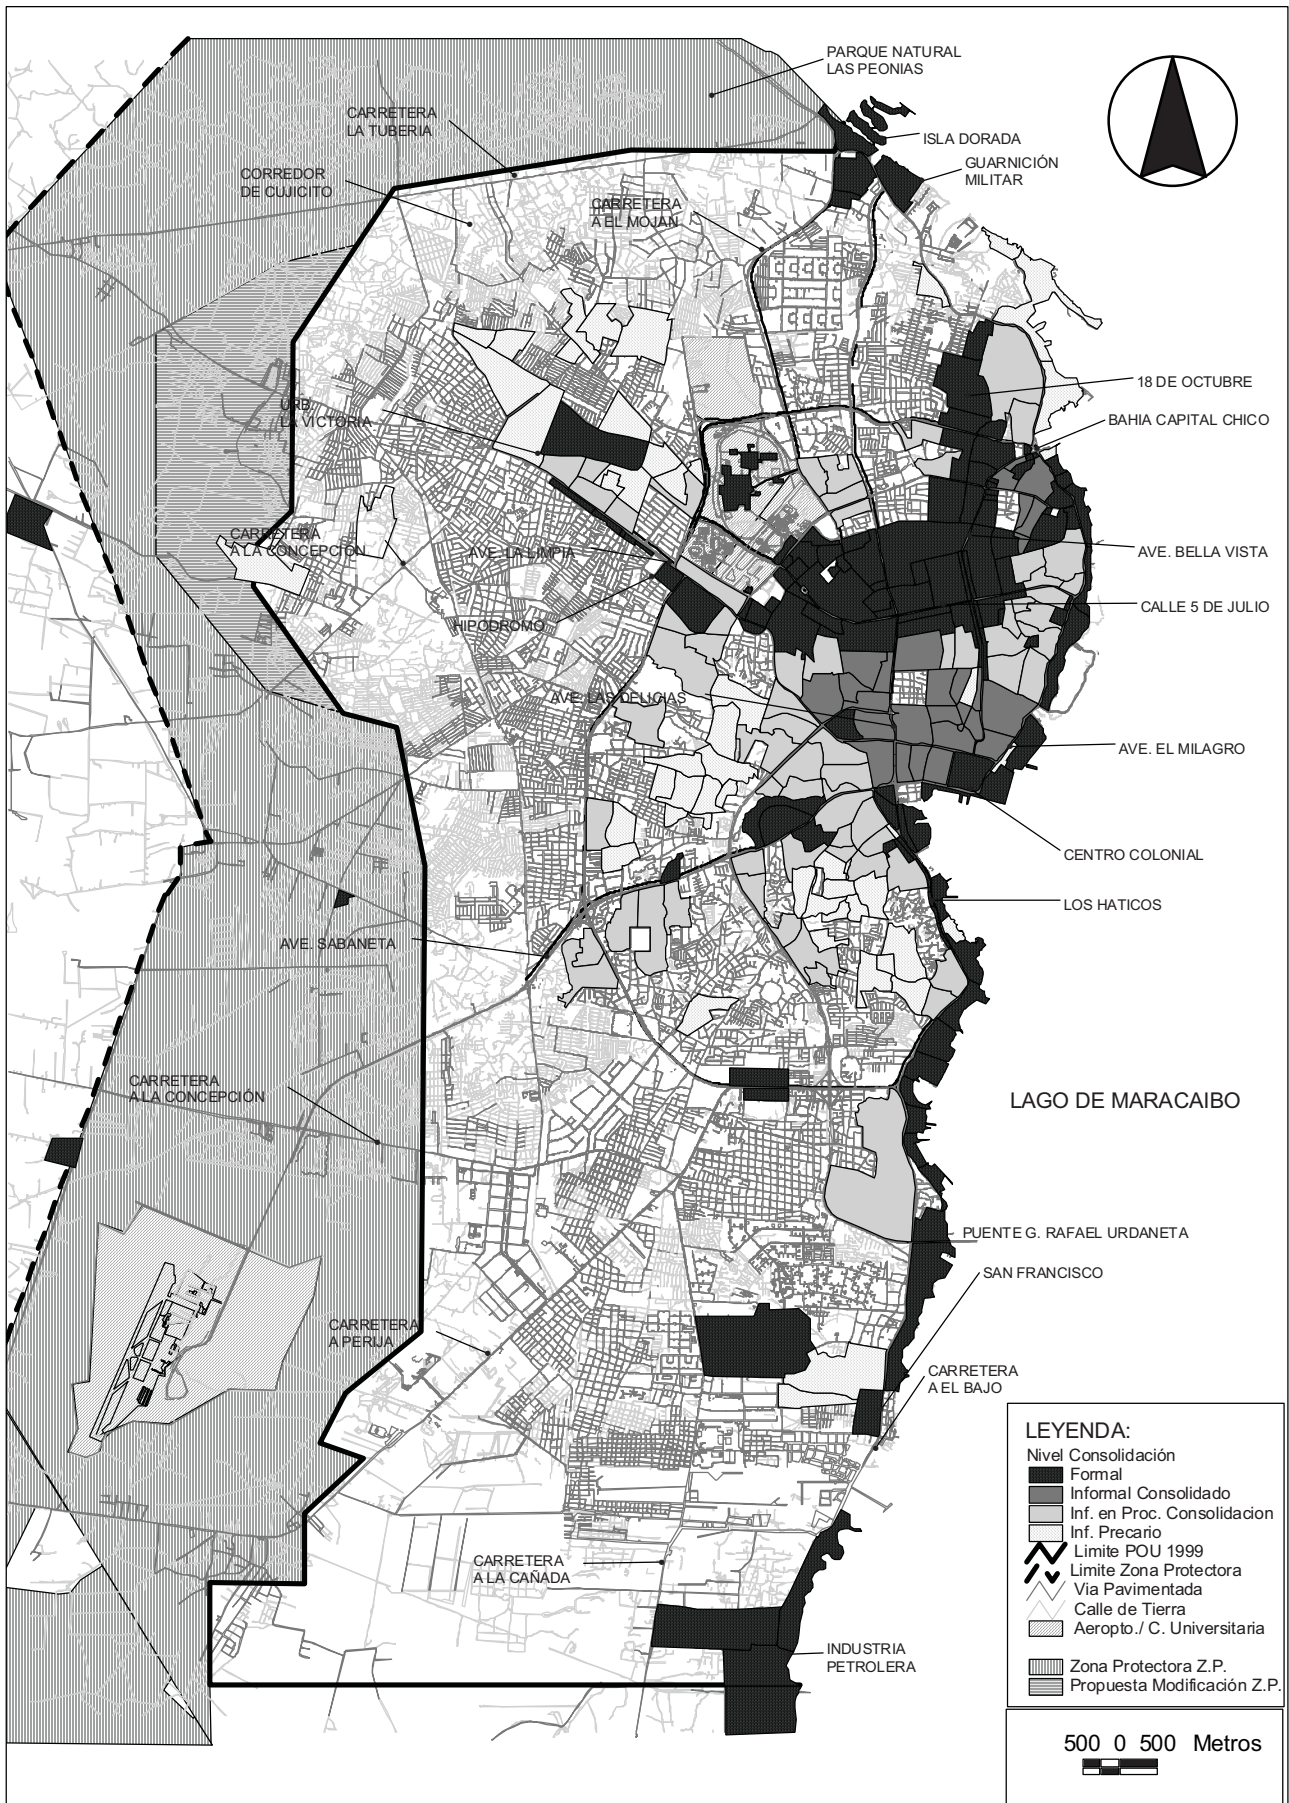 PARQUE NATURAL
LAS PEONIAS
CARRETERA
LA TUBERIA
ISLA DORADA
GUARNICIÓN
MILITAR
CORREDOR
DE CUJICITO
CARRETERA
A EL MOJAN
18 DE OCTUBRE
URB.
LA VICTORIA
BAHIA CAPITAL CHICO
CARRETERA
A LA CONCEPCIÓN
AVE. LA LIMPIA
AVE. BELLA VISTA
CALLE 5 DE JULIO
HIPODROMO
AVE. LAS DELICIAS
AVE. EL MILAGRO
CENTRO COLONIAL
LOS HATICOS
AVE. SABANETA
CARRETERA
A LA CONCEPCIÓN
LAGO DE MARACAIBO
PUENTE G. RAFAEL URDANETA
SAN FRANCISCO
CARRETERA
A PERIJA
CARRETERA
A EL BAJO
CARRETERA
A LA CAÑADA
INDUSTRIA
PETROLERA
LEYENDA:
Nivel Consolidación
Formal
Informal Consolidado
Inf. en Proc. Consolidacion
Inf. Precario
Limite POU 1999
Limite Zona Protectora
Via Pavimentada
Calle de Tierra
Aeropto./ C. Universitaria
Zona Protectora Z.P.
Propuesta Modificación Z.P.
500 0 500 Metros